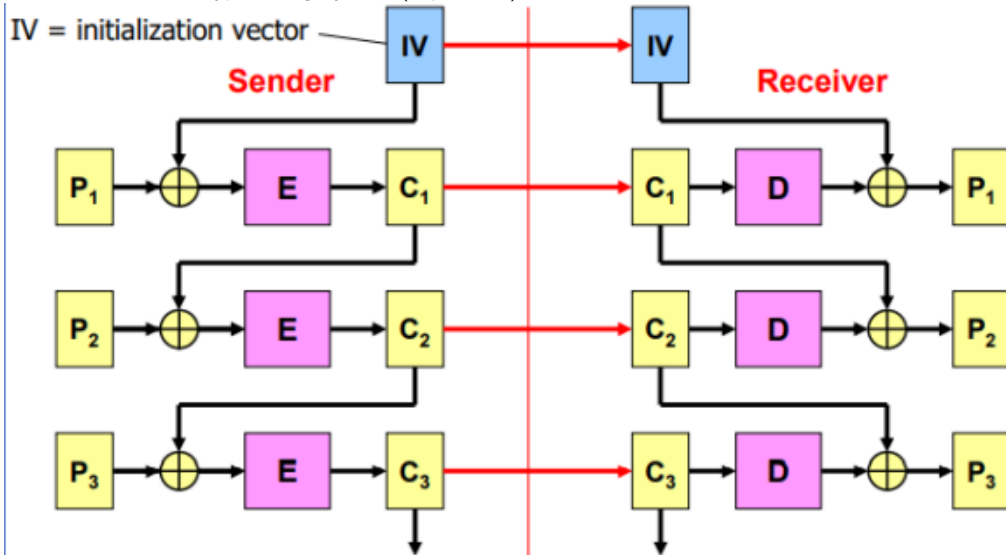 IV = initialization vector
IV
IV
Sender
Receiver
P1
E
C1
C1
D
P1
P2
E
C2
C2
D
P2
P3
E
C3
C3
D
P3